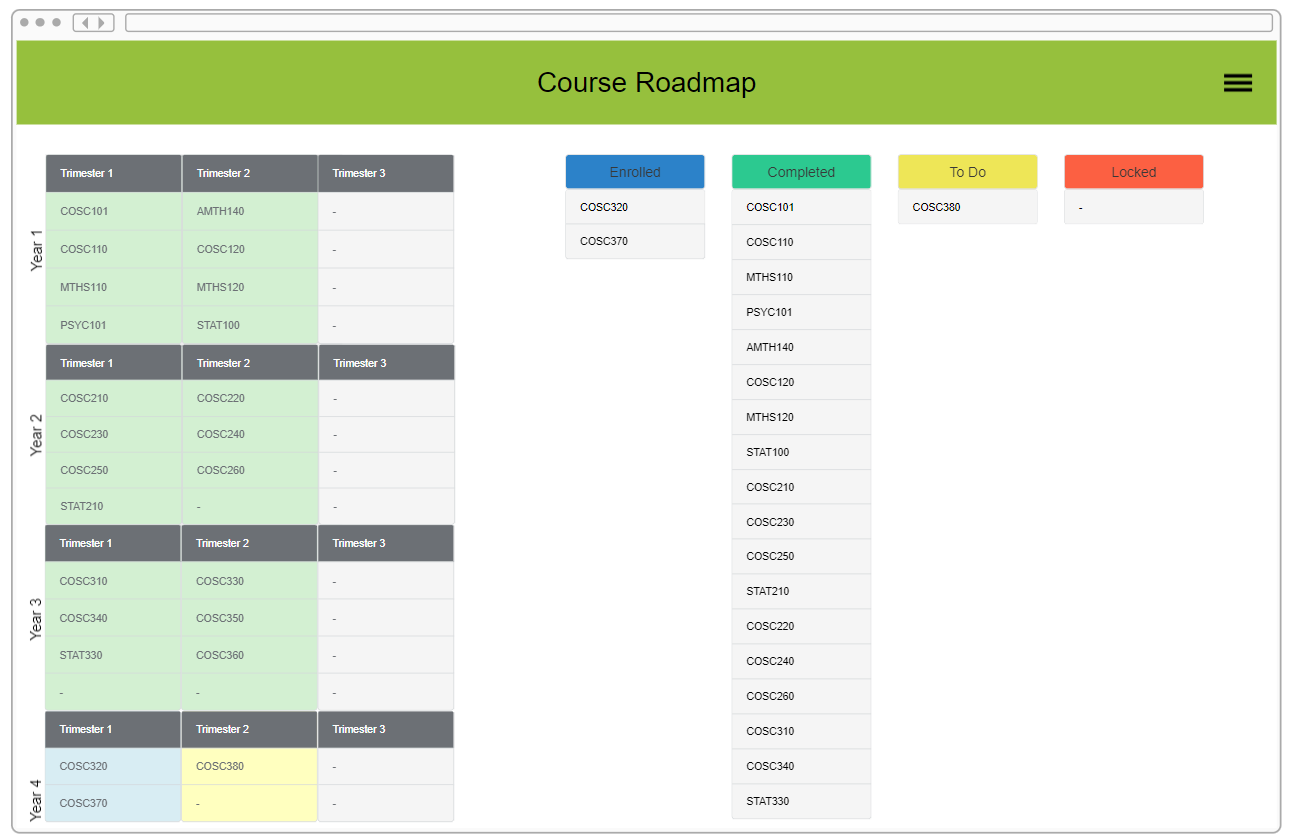 Course Roadmap
Trimester 1 Trimester 2 Trimester 3
Year 1
COSC101 AMTH140 -
COSC110 COSC120 -
MTHS110 MTHS120 -
PSYC101 STAT100 -
Trimester 1 Trimester 2 Trimester 3
Year 2
COSC210 COSC220 -
COSC230 COSC240 -
COSC250 COSC260 -
STAT210 - -
Trimester 1 Trimester 2 Trimester 3
Year 3
COSC310 COSC330 -
COSC340 COSC350 -
STAT330 COSC360 -
- - -
Trimester 1 Trimester 2 Trimester 3
Year 4
COSC320 COSC380 -
COSC370 - -
Enrolled
COSC320
COSC370
Completed
COSC101
COSC110
MTHS110
PSYC101
AMTH140
COSC120
MTHS120
STAT100
COSC210
COSC230
COSC250
STAT210
COSC220
COSC240
COSC260
COSC310
COSC340
STAT330
To Do
COSC380
Locked
-